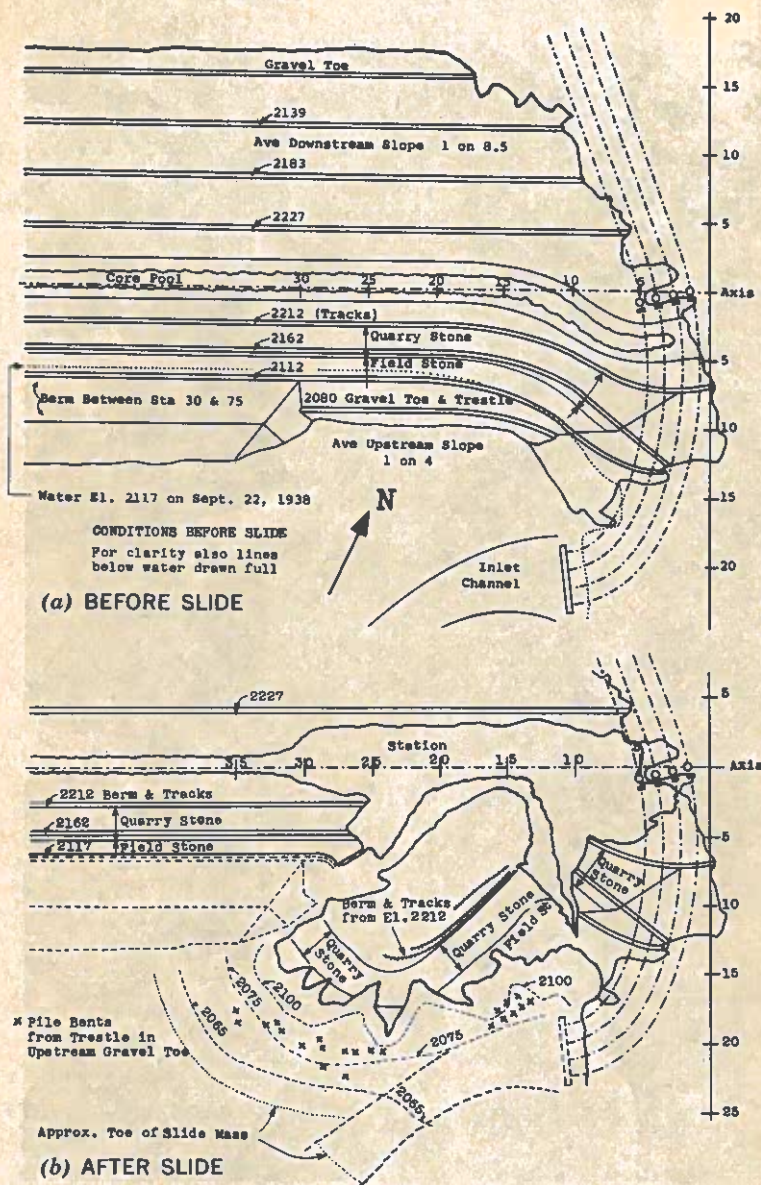 20
Gravel Toe
15
2139
Ave Downstream Slope 1 on 8.5
10
2183
2227
5
Core Pool
30
25
20
10
5
0
Axis
2212 (Tracks)
2162
Quarry Stone
Field Stone
2112
5
Berm Between Sta 30 & 75
2080 Gravel Toe & Trestle
Ave Upstream Slope
1 on 4
10
Water El. 2117 on Sept. 22, 1938
N
15
CONDITIONS BEFORE SLIDE
For clarity also lines
below water drawn full
Inlet
Channel
20
(a) BEFORE SLIDE
2227
5
Station
35
30
25
20
15
10
5
0
Axis
2212 Berm & Tracks
2162
Quarry Stone
2117
Field Stone
5
Quarry
Stone
Berm & Tracks
from El. 2212
Quarry Stone
Field St
10
Quarry
Stone
15
2100
2075
2065
2100
x Pile Bents
from Trestle in
Upstream Gravel Toe
2075
20
2065
Approx. Toe of Slide Mass
25
(b) AFTER SLIDE